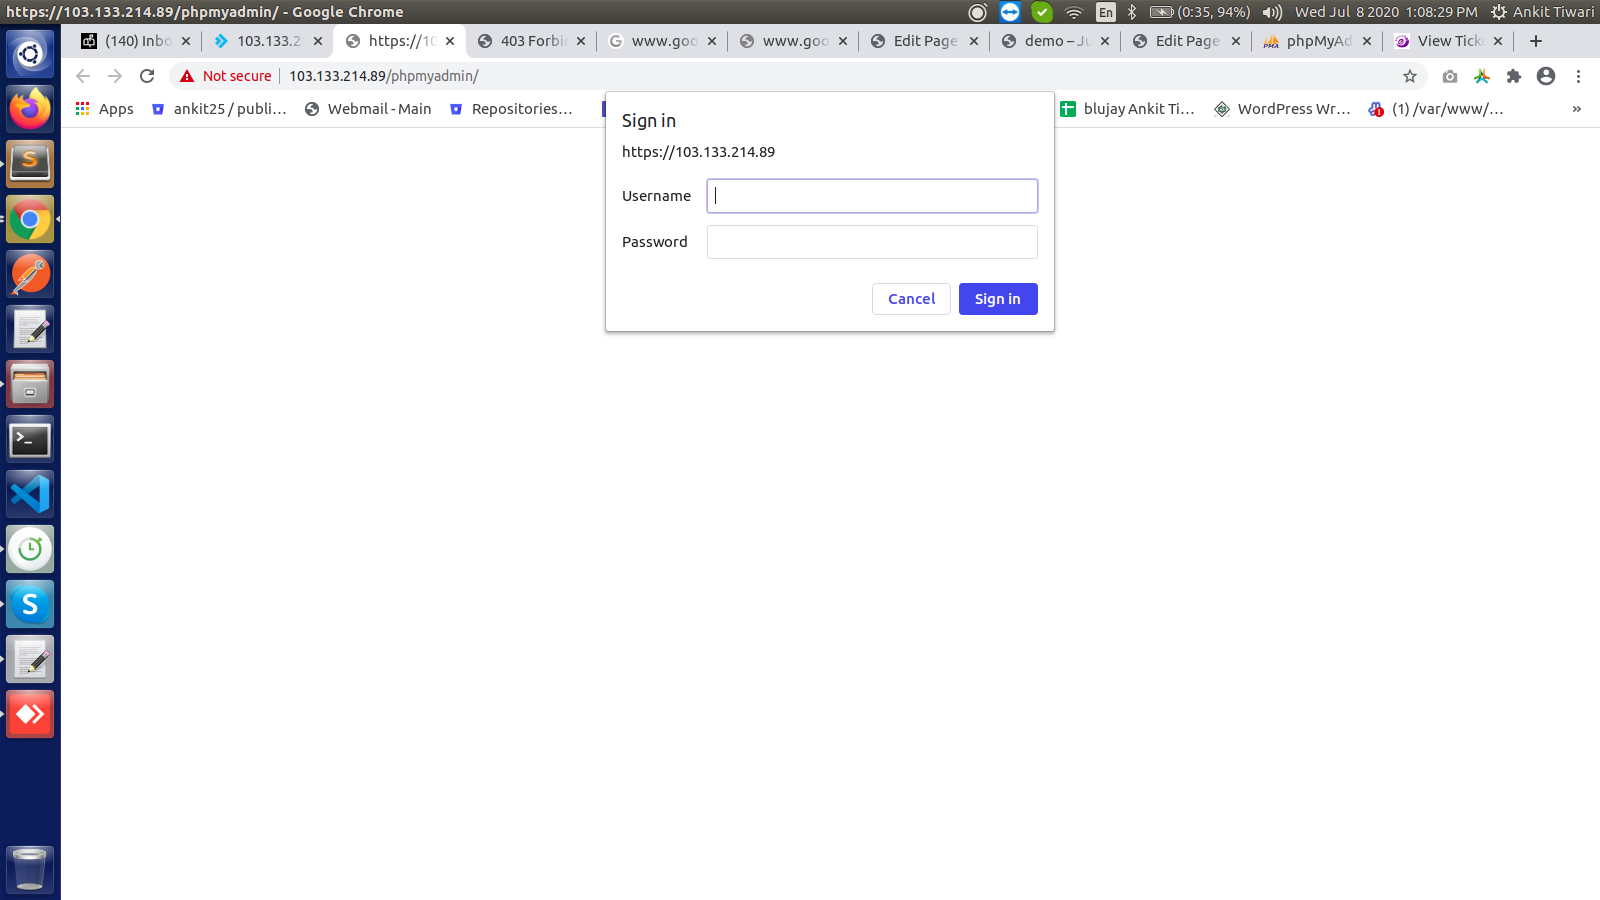 https://103.133.214.89/phpmyadmin/ - Google Chrome
En
(0:35, 94%)
Wed Jul 8 2020 1:08:29 PM
Ankit Tiwari
(140) Inbo
103.133.2
https://10
403 Forbi
www.goo
www.goo
Edit Page
demo – Ju
Edit Page
phpMyAd
View Ticke
Not secure
103.133.214.89/phpmyadmin/
Apps
ankit25 / publi...
Webmail - Main
Repositories...
blujay Ankit Ti...
WordPress Wr...
(1) /var/www/...
»
Sign in
https://103.133.214.89
Username
Password
Cancel
Sign in